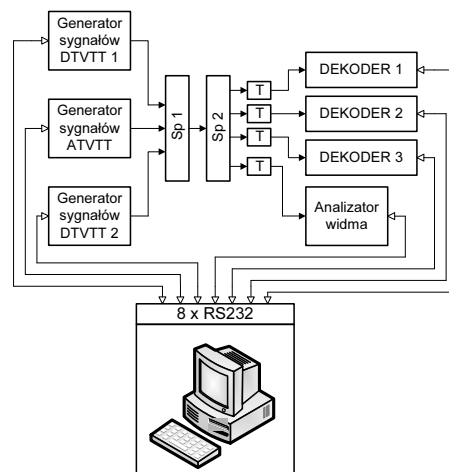 Generator
sygnałów
DTVTT 1
Generator
sygnałów
ATVTT
Generator
sygnałów
DTVTT 2
Sp 1
Sp 2
T
T
T
T
DEKODER 1
DEKODER 2
DEKODER 3
Analizator
widma
8 x RS232